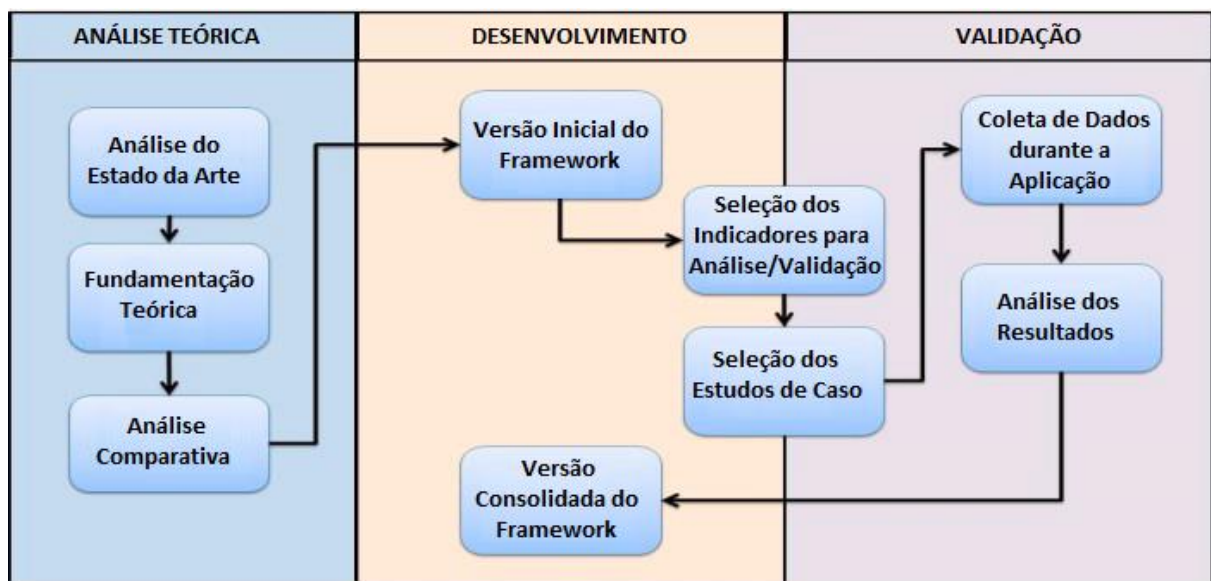 ANÁLISE TEÓRICA
DESENVOLVIMENTO
VALIDAÇÃO
Análise do
Estado da Arte
Fundamentação
Teórica
Análise
Comparativa
Versão Inicial do
Framework
Seleção dos
Indicadores para
Análise/Validação
Seleção dos
Estudos de Caso
Coleta de Dados
durante a
Aplicação
Análise dos
Resultados
Versão
Consolidada do
Framework